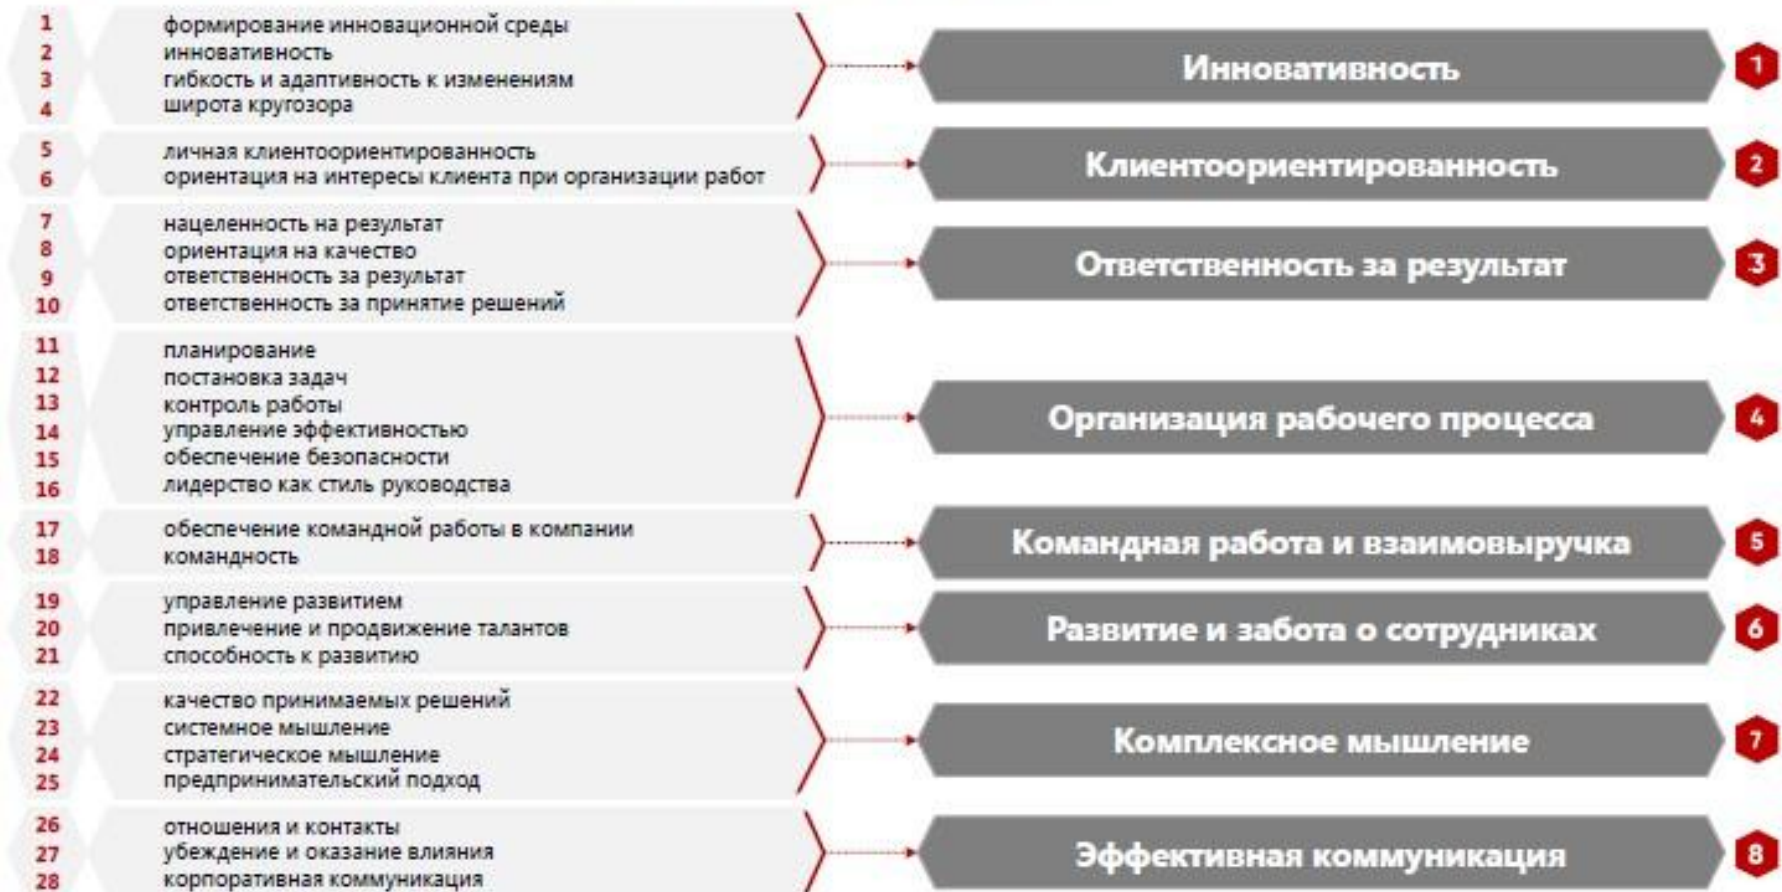 1 формирование инновационной среды
2 инновативность
3 гибкость и адаптивность к изменениям
4 широта кругозора
Инновативность 1
5 личная клиентоориентированность
6 ориентация на интересы клиента при организации работ
Клиентоориентированность 2
7 нацеленность на результат
8 ориентация на качество
9 ответственность за результат
10 ответственность за принятие решений
Ответственность за результат 3
11 планирование
12 постановка задач
13 контроль работы
14 управление эффективностью
15 обеспечение безопасности
16 лидерство как стиль руководства
Организация рабочего процесса 4
17 обеспечение командной работы в компании
18 командность
Командная работа и взаимовыручка 5
19 управление развитием
20 привлечение и продвижение талантов
21 способность к развитию
Развитие и забота о сотрудниках 6
22 качество принимаемых решений
23 системное мышление
24 стратегическое мышление
25 предпринимательский подход
Комплексное мышление 7
26 отношения и контакты
27 убеждение и оказание влияния
28 корпоративная коммуникация
Эффективная коммуникация 8